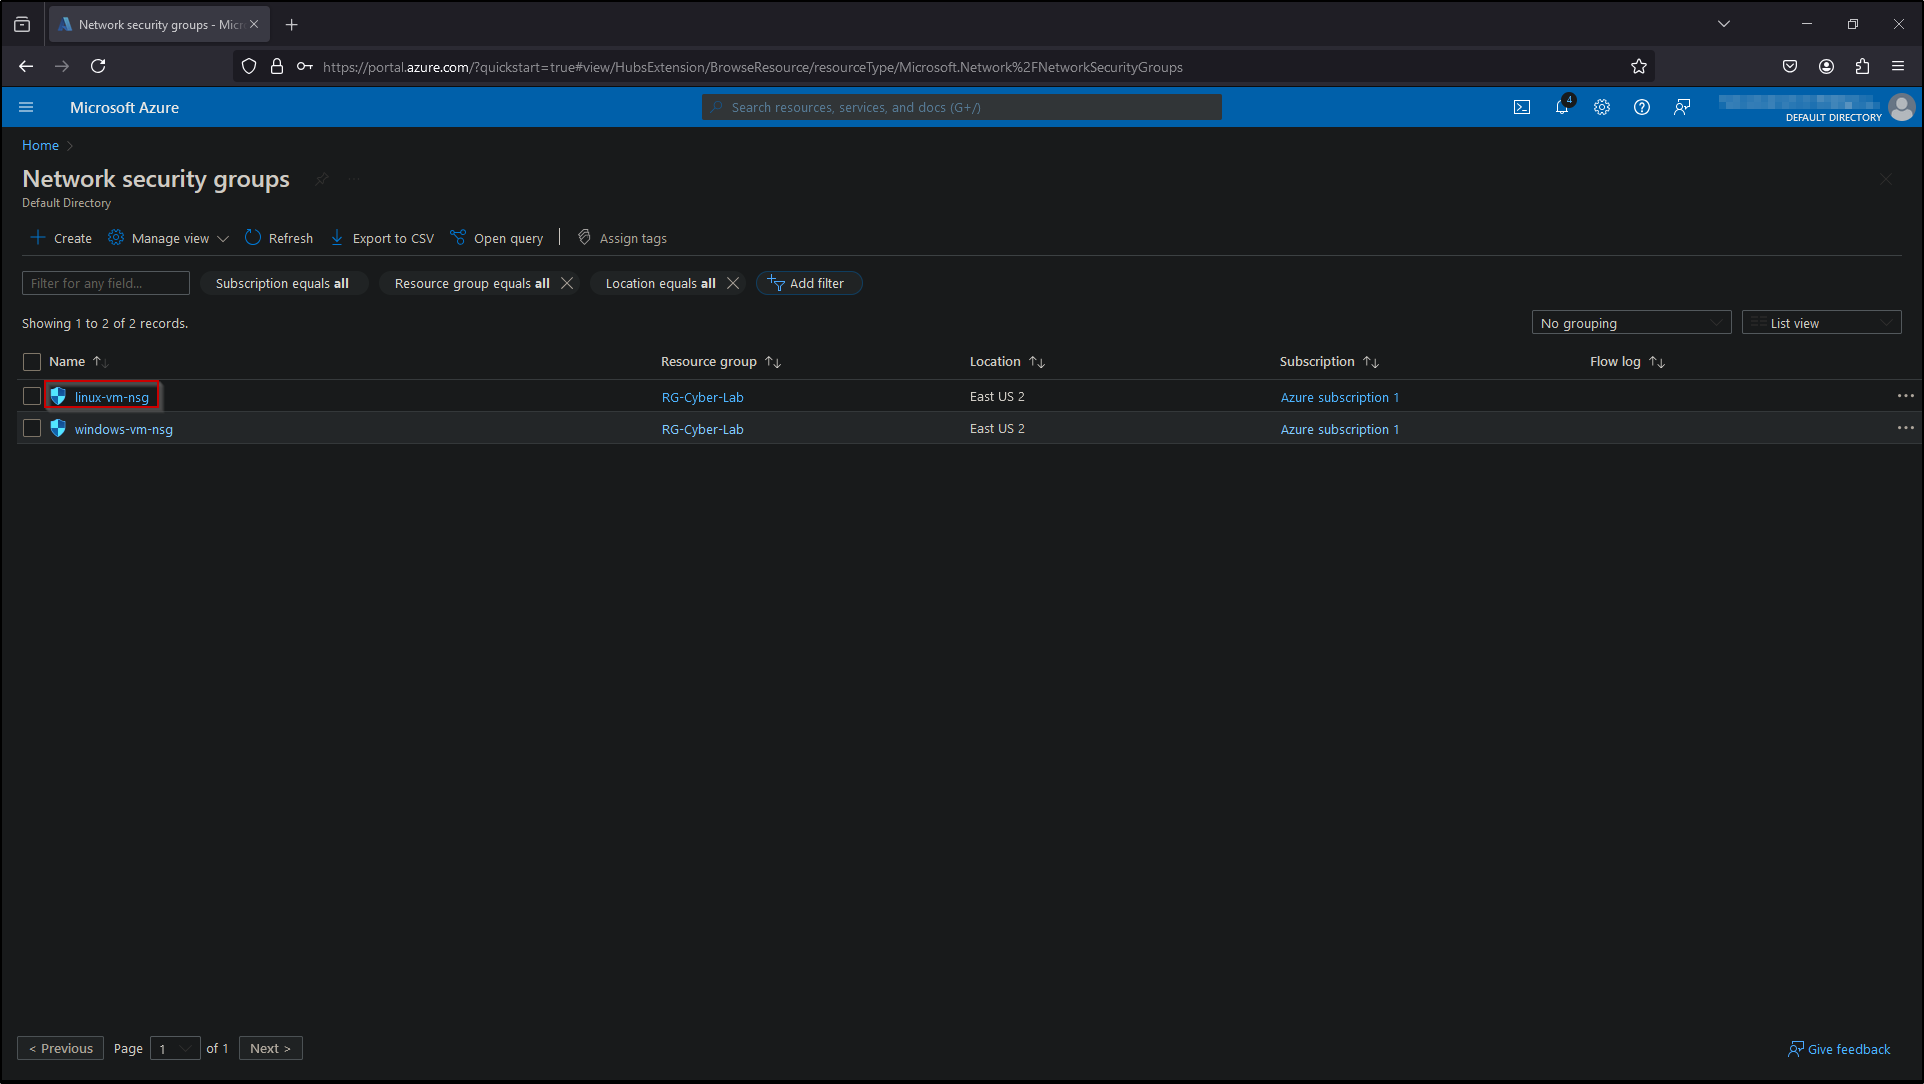 Network security groups - Micr
https://portal.azure.com/?quickstart=true#view/HubsExtension/BrowseResource/resourceType/Microsoft.Network%2FNetworkSecurityGroups
Microsoft Azure
Search resources, services, and docs (G+/)
4
DEFAULT DIRECTORY
Home
Network security groups
Default Directory
Create Manage view Refresh Export to CSV Open query Assign tags
Filter for any field... Subscription equals all Resource group equals all Location equals all Add filter
Showing 1 to 2 of 2 records. No grouping List view
Name Resource group Location Subscription Flow log
linux-vm-nsg RG-Cyber-Lab East US 2 Azure subscription 1
windows-vm-nsg RG-Cyber-Lab East US 2 Azure subscription 1
< Previous Page 1 of 1 Next > Give feedback